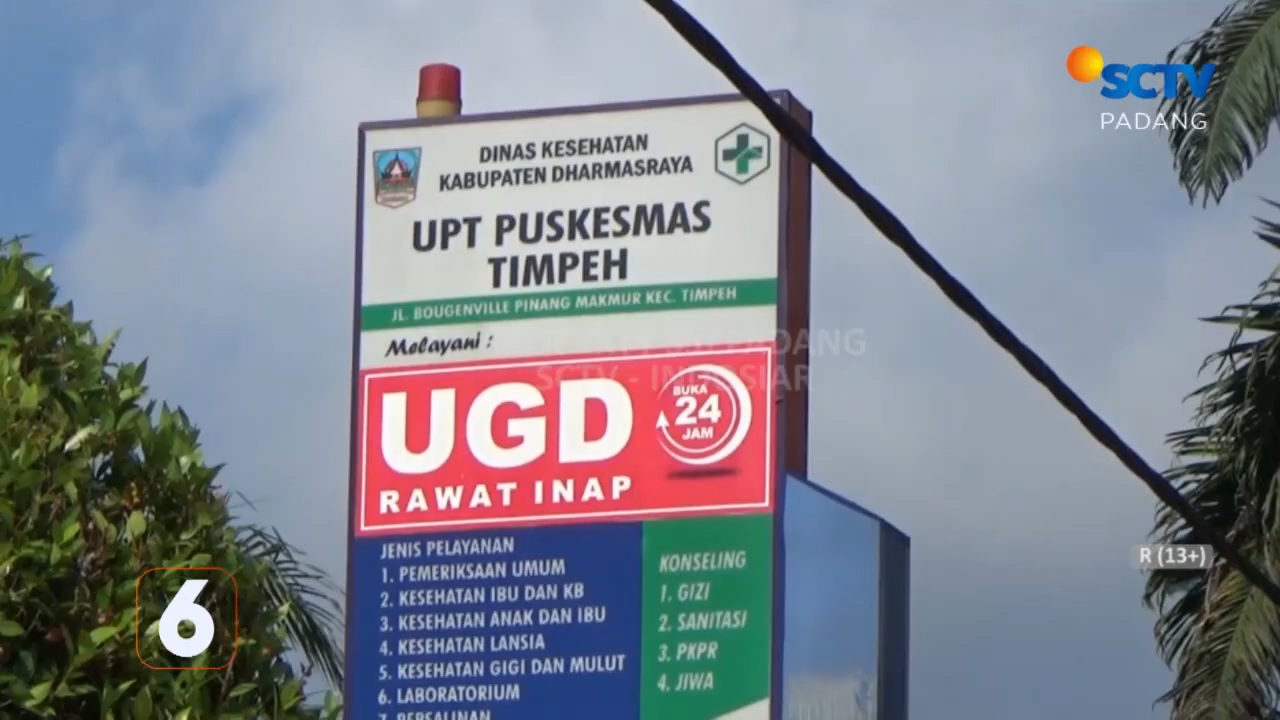 SCTV
PADANG
DINAS KESEHATAN
KABUPATEN DHARMASRAYA
UPT PUSKESMAS
TIMPEH
JL. BOUGENVILLE PINANG MAKMUR KEC. TIMPEH
Melayani :
UGD
RAWAT INAP
BUKA
24
JAM
JENIS PELAYANAN
1. PEMERIKSAAN UMUM
2. KESEHATAN IBU DAN KB
3. KESEHATAN ANAK DAN IBU
4. KESEHATAN LANSIA
5. KESEHATAN GIGI DAN MULUT
6. LABORATORIUM
7. PERSALINAN
KONSELING
1. GIZI
2. SANITASI
3. PKPR
4. JIWA
R (13+)
6